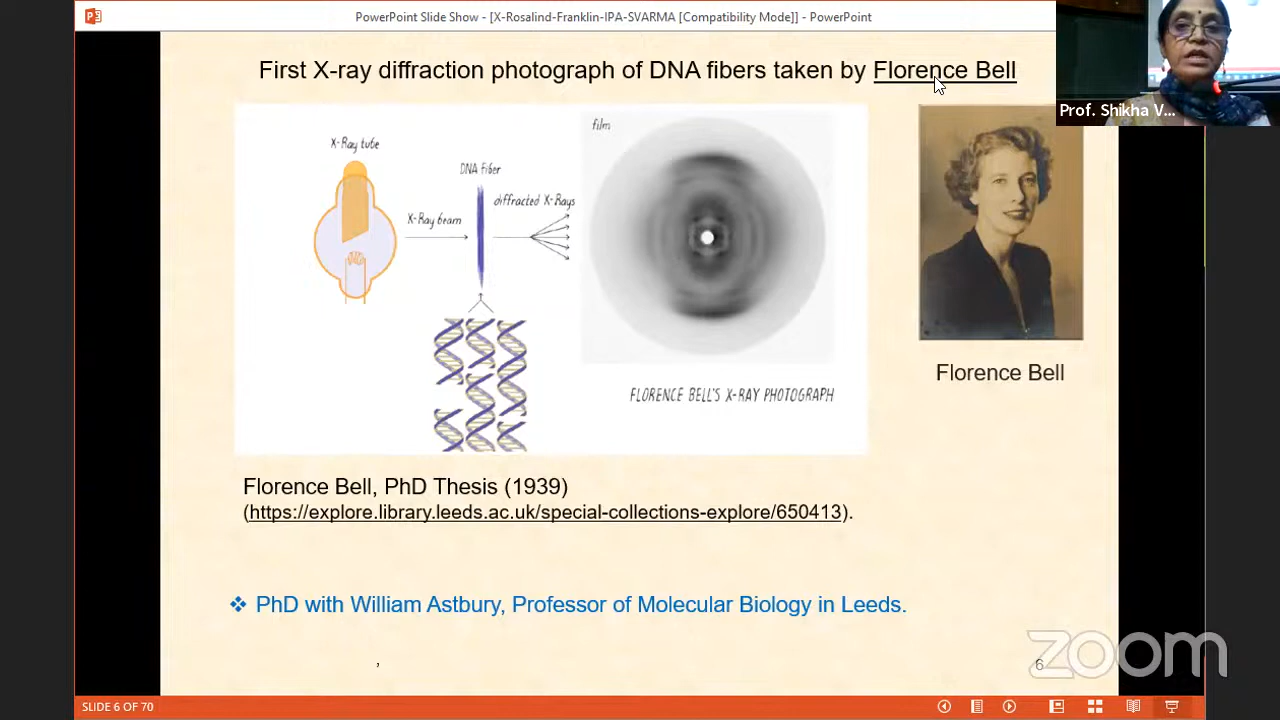 PowerPoint Slide Show - [X-Rosalind-Franklin-IPA-SVARMA [Compatibility Mode]] - PowerPoint
First X-ray diffraction photograph of DNA fibers taken by Florence Bell
Prof. Shikha V...
film
X-Ray tube
DNA fiber
diffracted X-Rays
X-Ray beam
FLORENCE BELL'S X-RAY PHOTOGRAPH
Florence Bell
Florence Bell, PhD Thesis (1939)
(https://explore.library.leeds.ac.uk/special-collections-explore/650413).
❖ PhD with William Astbury, Professor of Molecular Biology in Leeds.
,
6
zoom
SLIDE 6 OF 70